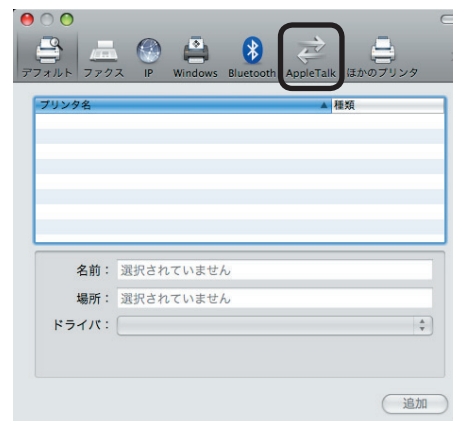 デフォルト ファクス IP Windows Bluetooth AppleTalk ほかのプリンタ
プリンタ名 種類
名前： 選択されていません
場所： 選択されていません
ドライバ：
追加